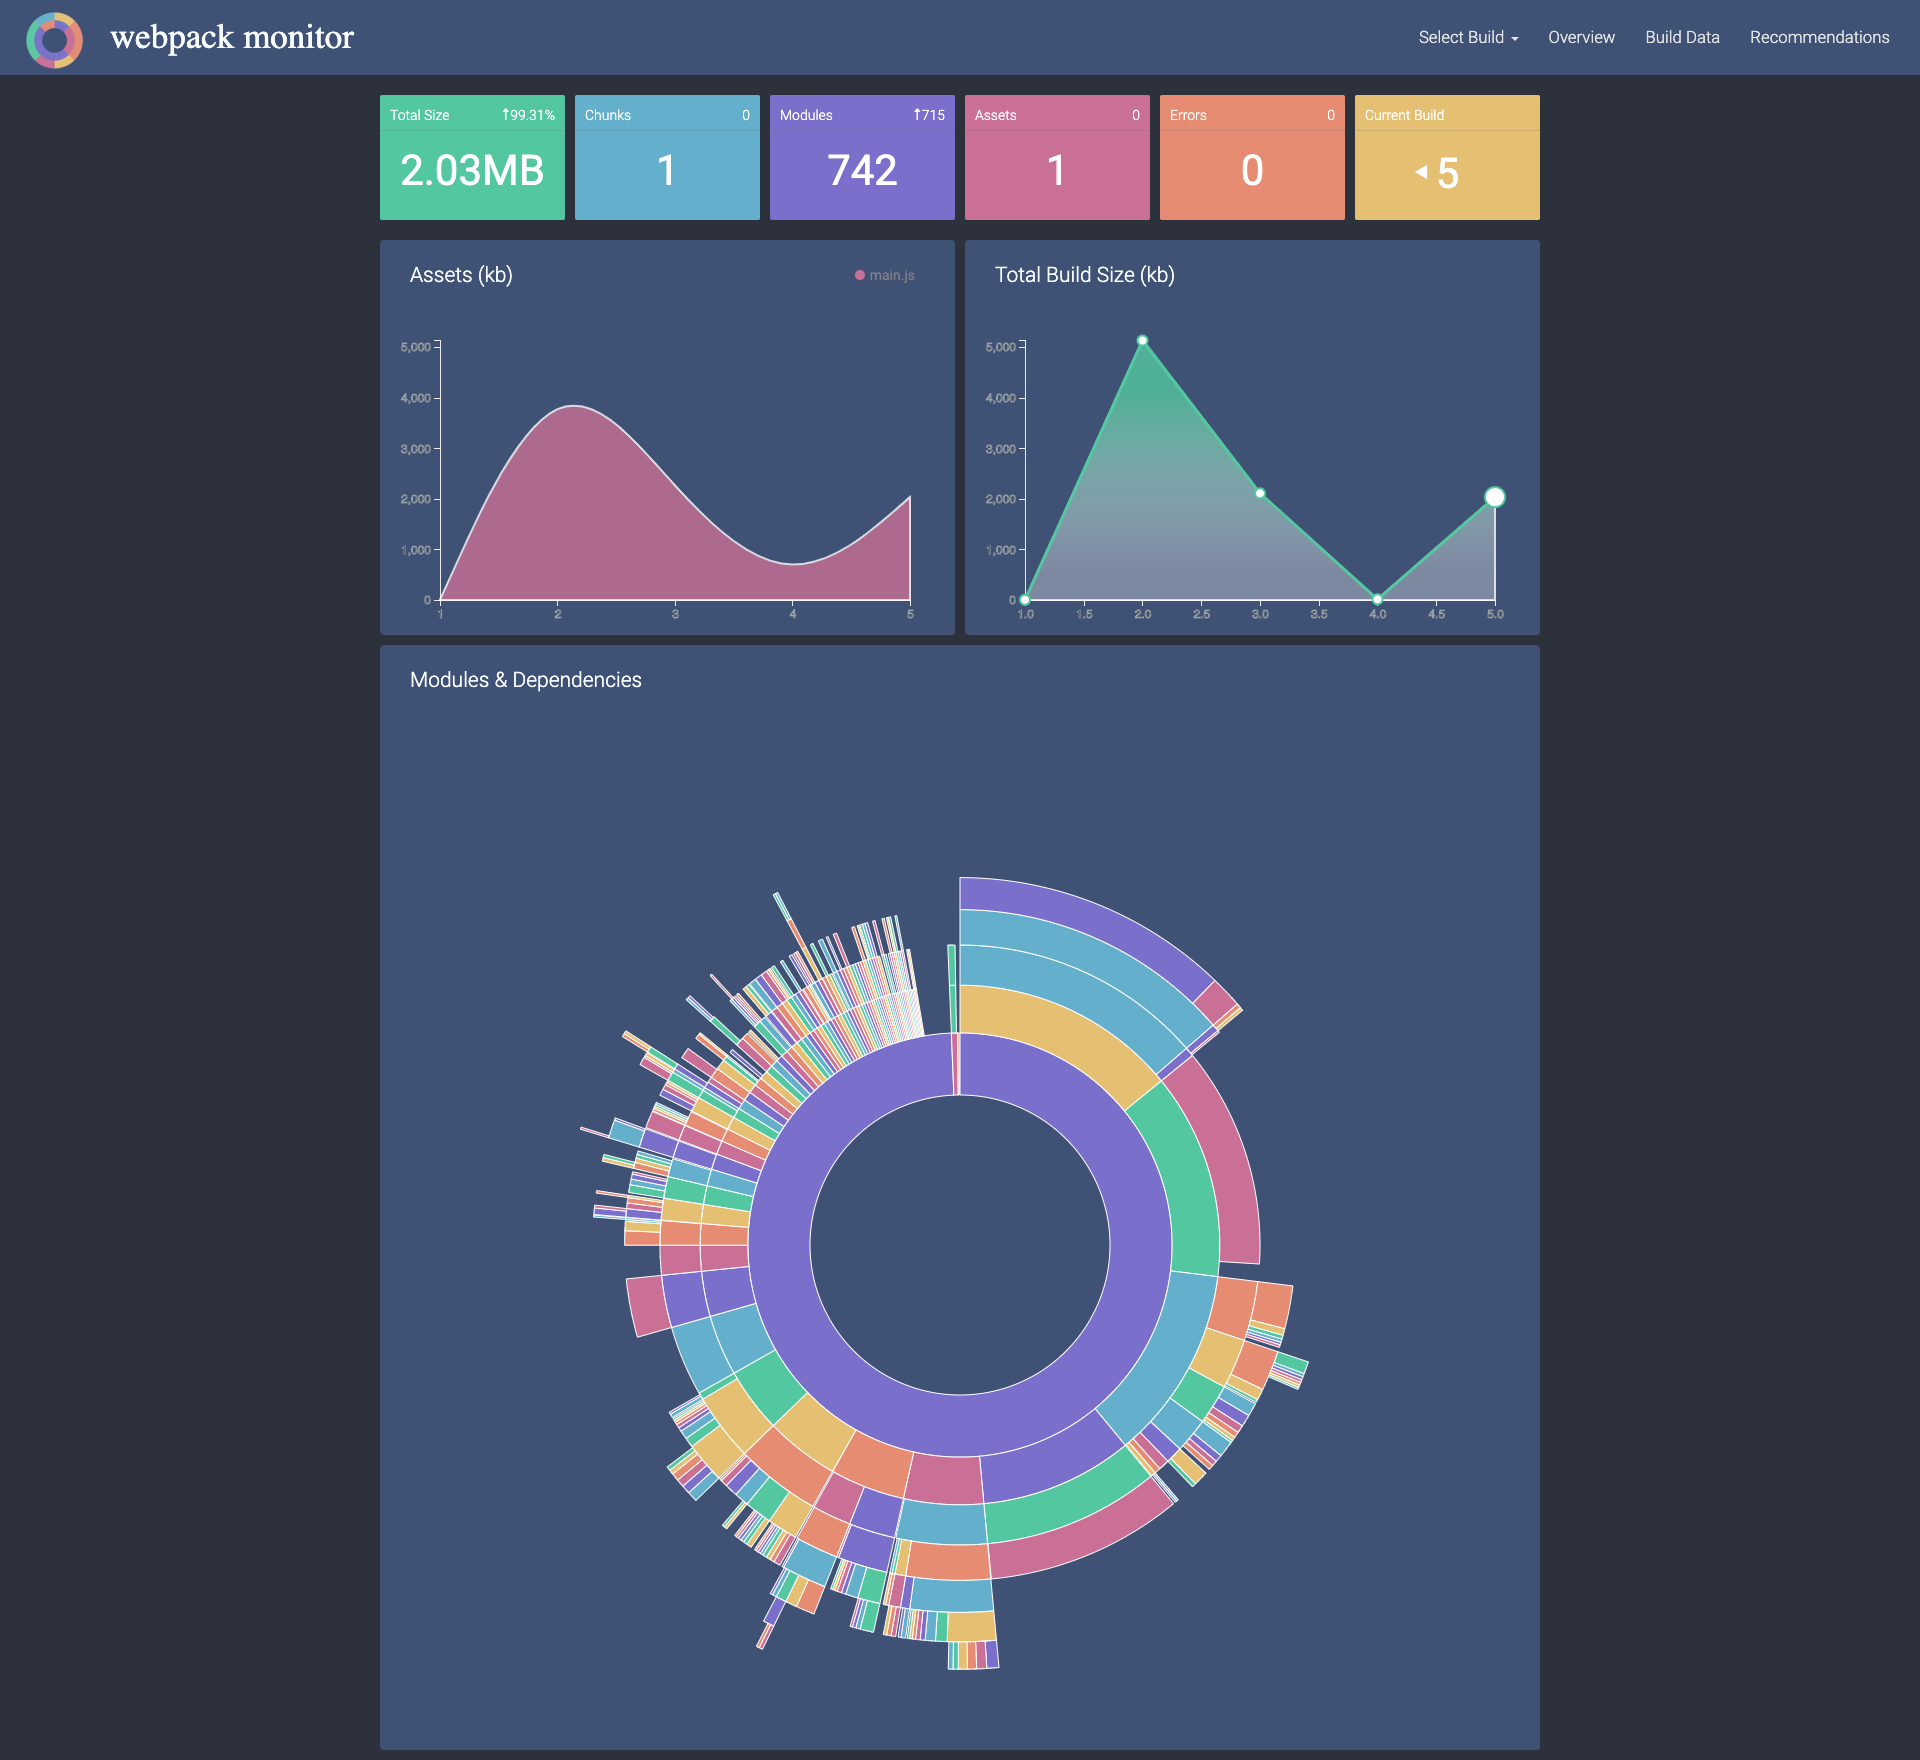 webpack monitor
Select Build Overview Build Data Recommendations
Total Size ↑99.31%
2.03MB
Chunks 0
1
Modules ↑715
742
Assets 0
1
Errors 0
0
Current Build
5
Assets (kb)
main.js
5,000
4,000
3,000
2,000
1,000
0
1 2 3 4 5
Total Build Size (kb)
5,000
4,000
3,000
2,000
1,000
0
1.0 1.5 2.0 2.5 3.0 3.5 4.0 4.5 5.0
Modules & Dependencies